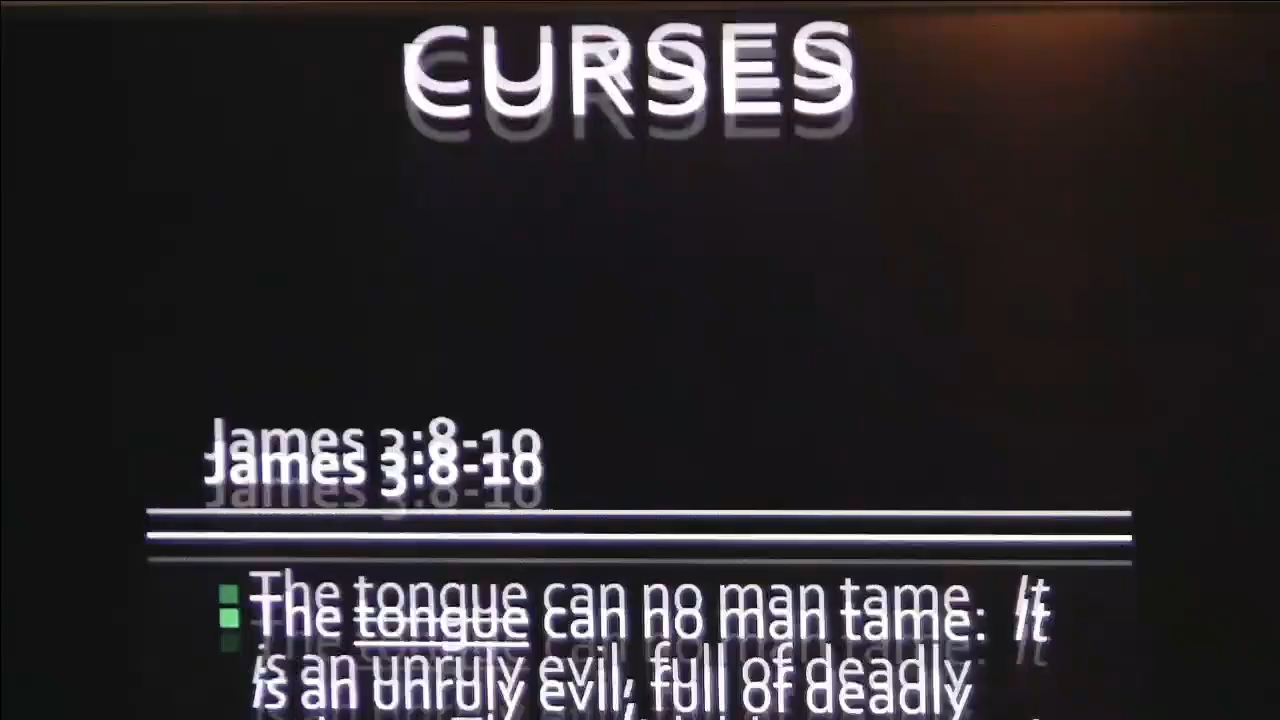 CURSES
James 3:8-10
The tongue can no man tame. It
is an unruly evil, full of deadly